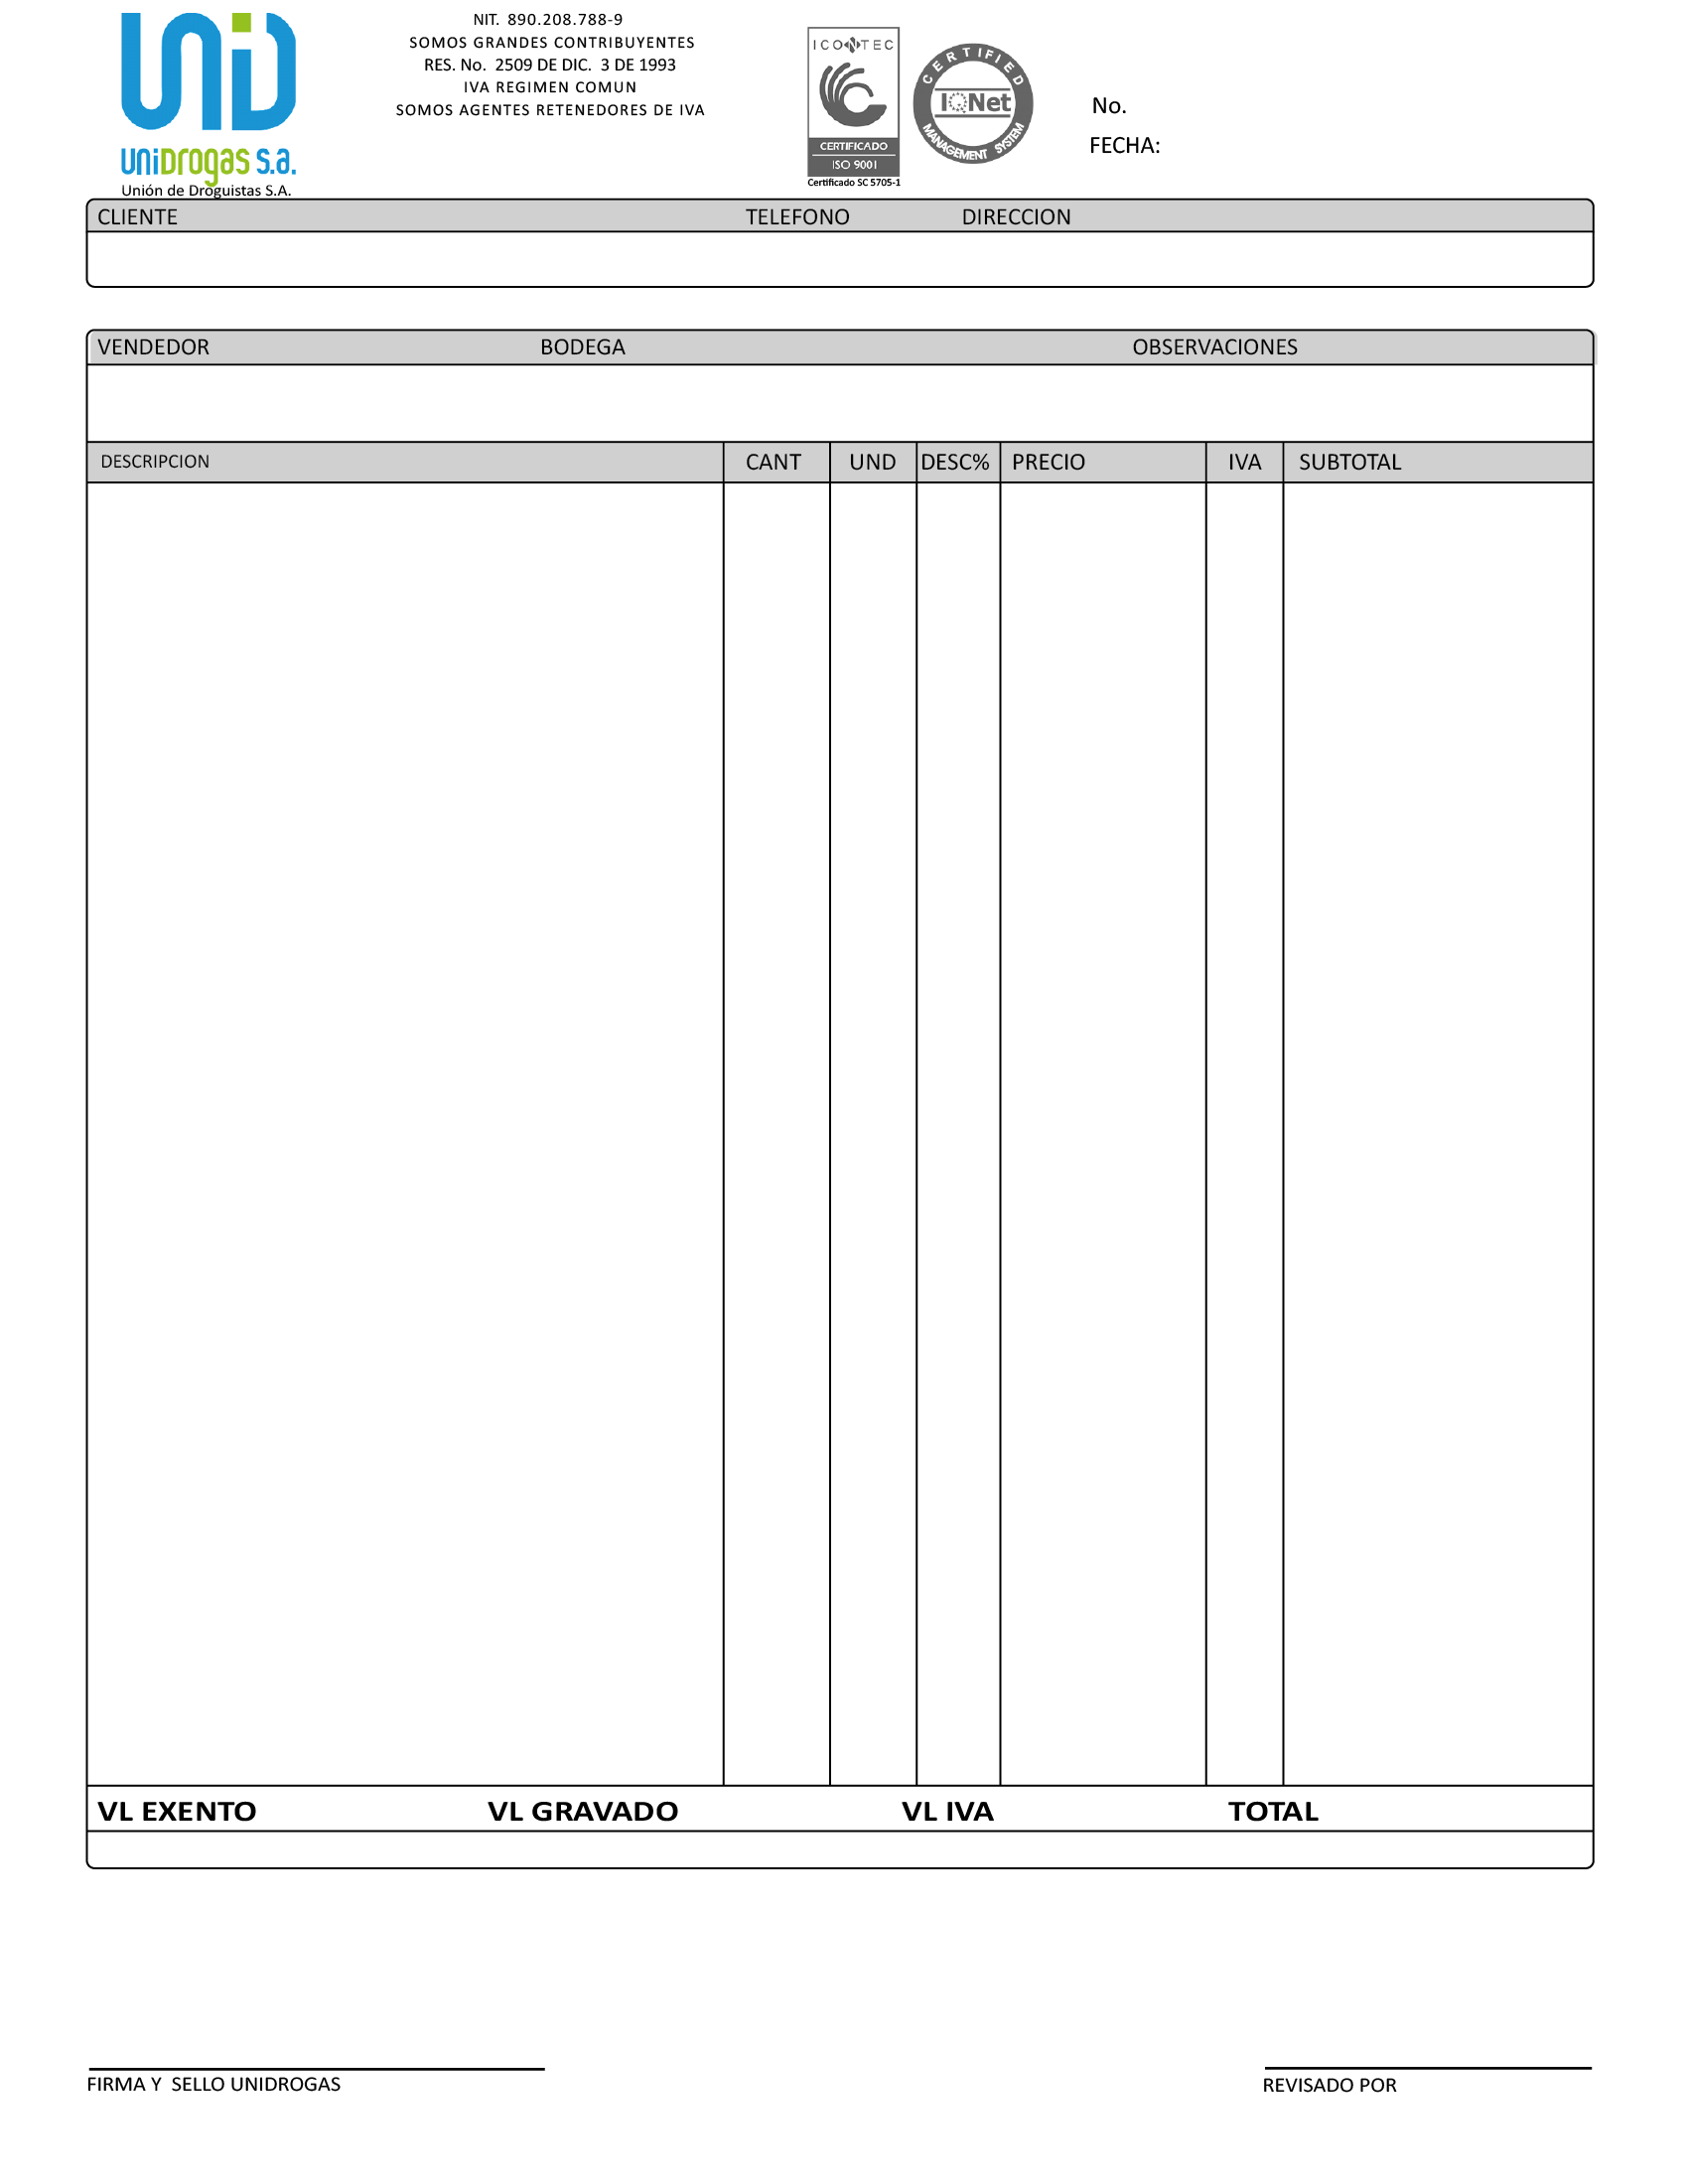 UNID
NIT. 890.208.788-9
SOMOS GRANDES CONTRIBUYENTES
RES. No. 2509 DE DIC. 3 DE 1993
IVA REGIMEN COMUN
SOMOS AGENTES RETENEDORES DE IVA
UNIDrogas S.a.
Unión de Droguistas S.A.
ICONTEC
CERTIFICADO
ISO 9001
Certificado SC 5705-1
CERTIFIED
IQNet
MANAGEMENT SYSTEM
No.
FECHA:
CLIENTE TELEFONO DIRECCION
VENDEDOR BODEGA OBSERVACIONES
DESCRIPCION CANT UND DESC% PRECIO IVA SUBTOTAL
VL EXENTO VL GRAVADO VL IVA TOTAL
FIRMA Y SELLO UNIDROGAS REVISADO POR